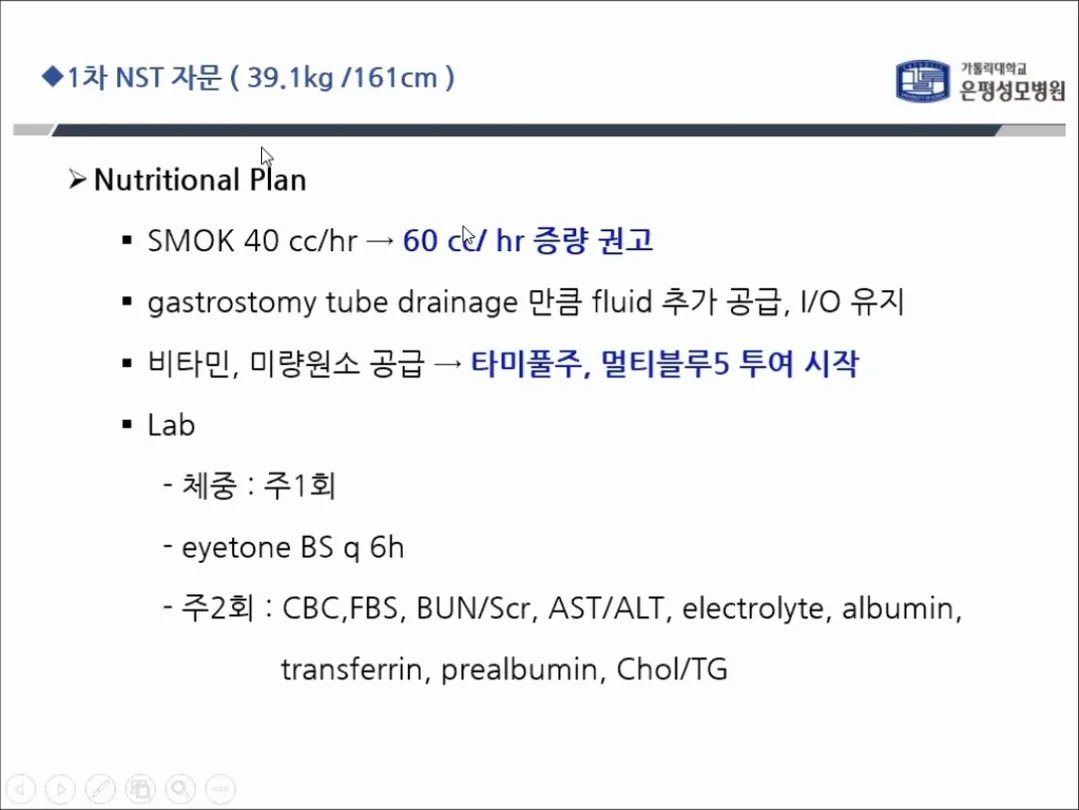 ◆1차 NST 자문 ( 39.1kg /161cm )
가톨릭대학교
은평성모병원
➢ Nutritional Plan
▪ SMOK 40 cc/hr → 60 cc/ hr 증량 권고
▪ gastrostomy tube drainage 만큼 fluid 추가 공급, I/O 유지
▪ 비타민, 미량원소 공급 → 타미풀주, 멀티블루5 투여 시작
▪ Lab
- 체중 : 주1회
- eyetone BS q 6h
- 주2회 : CBC,FBS, BUN/Scr, AST/ALT, electrolyte, albumin,
transferrin, prealbumin, Chol/TG